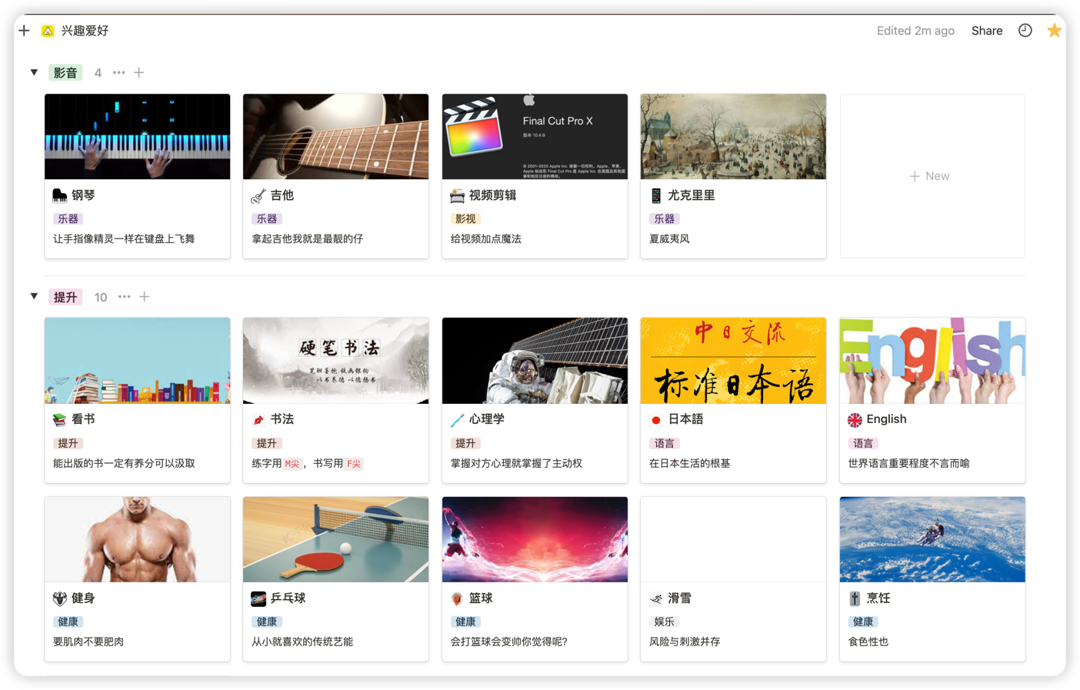 兴趣爱好
Edited 2m ago
Share
影音 4
Final Cut Pro X
版本 10.4.9
New
钢琴
乐器
让手指像精灵一样在键盘上飞舞
吉他
乐器
拿起吉他我就是最靓的仔
视频剪辑
影视
给视频加点魔法
尤克里里
乐器
夏威夷风
提升 10
硬笔书法
中日交流
标准日本语
English
看书
提升
能出版的书一定有养分可以汲取
书法
提升
练字用 M尖，书写用 F尖
心理学
提升
掌握对方心理就掌握了主动权
日本語
语言
在日本生活的根基
English
语言
世界语言重要程度不言而喻
健身
健康
要肌肉不要肥肉
乒乓球
健康
从小就喜欢的传统艺能
篮球
健康
会打篮球会变帅你觉得呢?
滑雪
娱乐
风险与刺激并存
烹饪
健康
食色性也